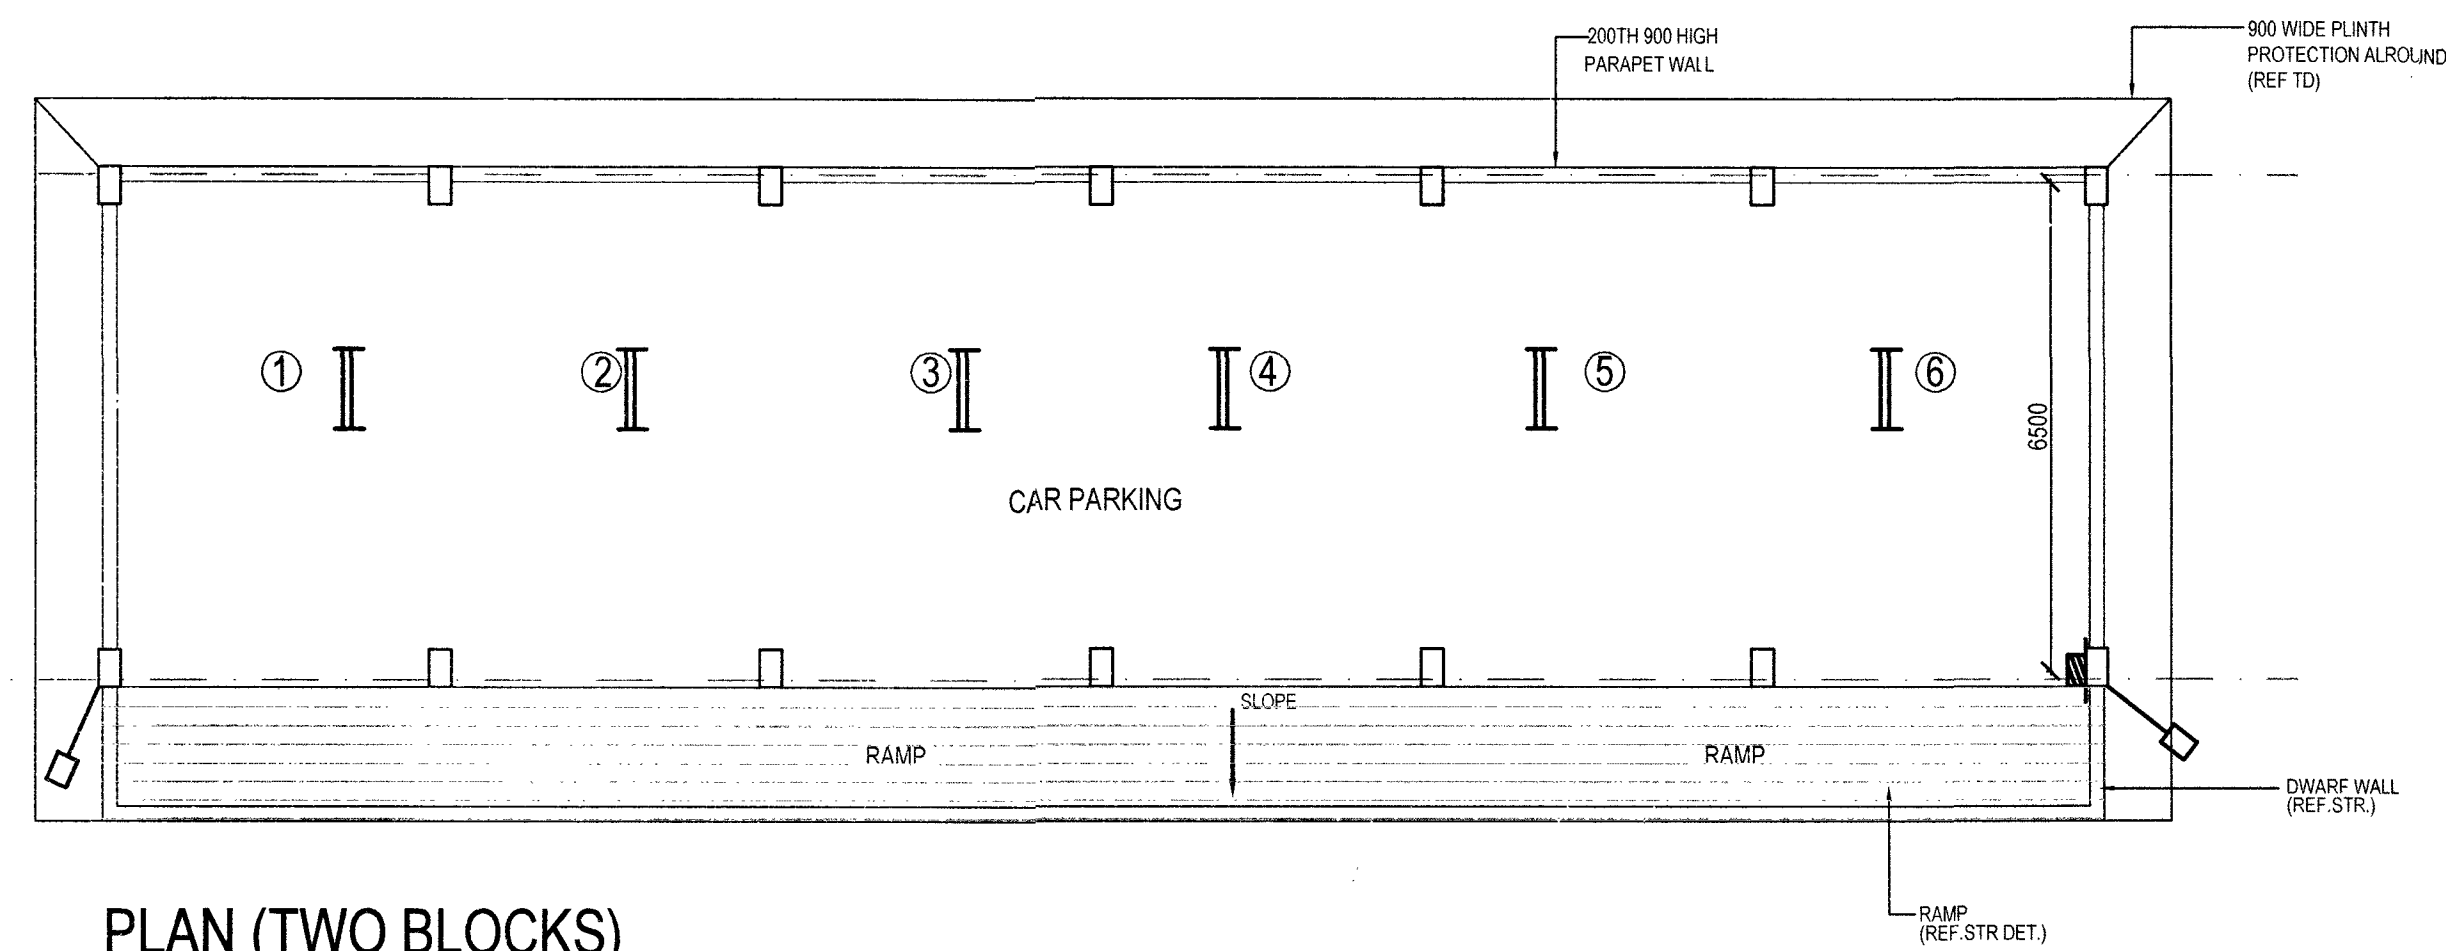 200TH 900 HIGH
PARAPET WALL
900 WIDE PLINTH
PROTECTION ALROUND
(REF TD)
1
2
3
4
5
6
6500
CAR PARKING
SLOPE
RAMP
RAMP
DWARF WALL
(REF.STR.)
RAMP
(REF.STR DET.)
PLAN (TWO BLOCKS)